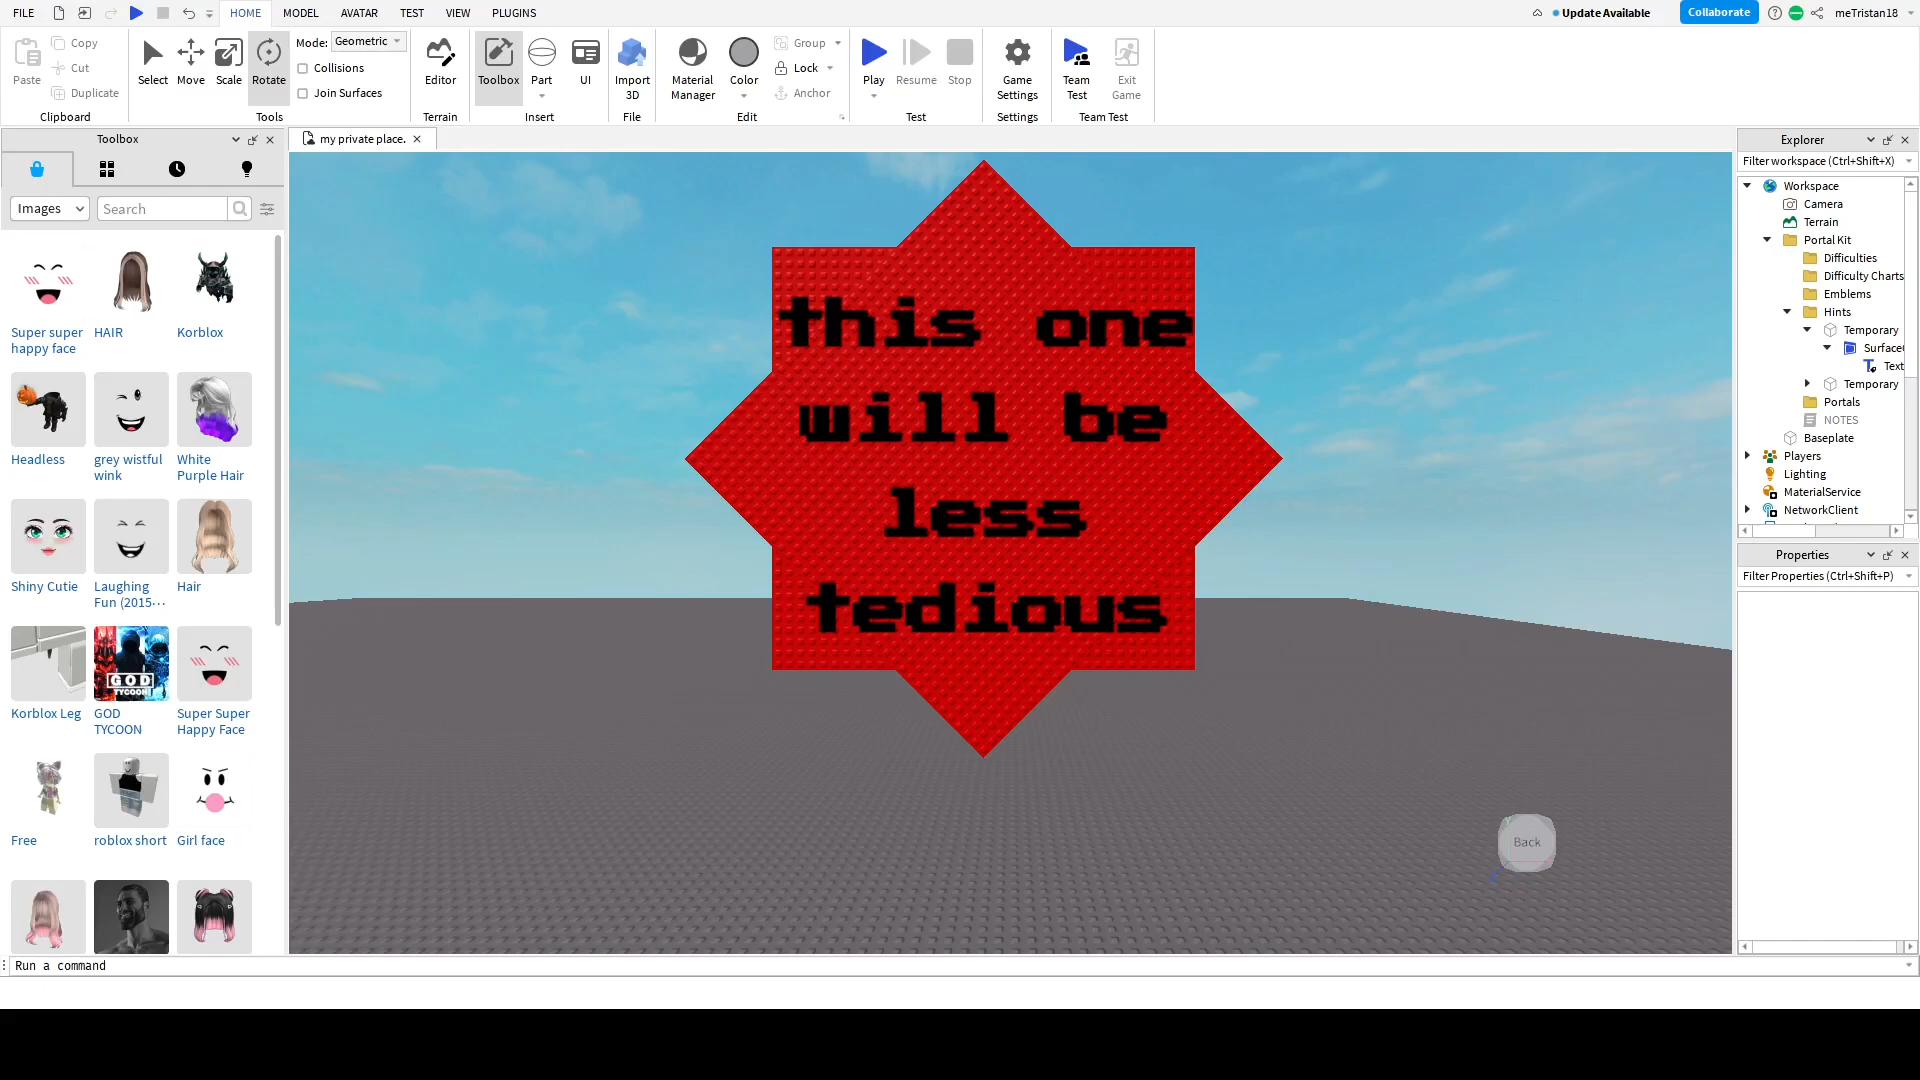 FILE HOME MODEL AVATAR TEST VIEW PLUGINS Update Available Collaborate meTristan18
Paste Copy Cut Duplicate Clipboard
Select Move Scale Rotate Mode: Geometric Collisions Join Surfaces Tools
Editor Terrain
Toolbox Part UI Insert
Import 3D File
Material Manager Color Group Lock Anchor Edit
Play Resume Stop Test
Game Settings Settings
Team Test Exit Game Team Test
Toolbox
my private place.
Images Search
Super super happy face
HAIR
Korblox
Headless
grey wistful wink
White Purple Hair
Shiny Cutie
Laughing Fun (2015···
Hair
GOD TYCOON
Korblox Leg
GOD TYCOON
Super Super Happy Face
Free
roblox short
Girl face
this one
will be
less
tedious
Back
Explorer
Filter workspace (Ctrl+Shift+X)
Workspace
Camera
Terrain
Portal Kit
Difficulties
Difficulty Charts
Emblems
Hints
Temporary
Surface
Text
Temporary
Portals
NOTES
Baseplate
Players
Lighting
MaterialService
NetworkClient
Properties
Filter Properties (Ctrl+Shift+P)
Run a command